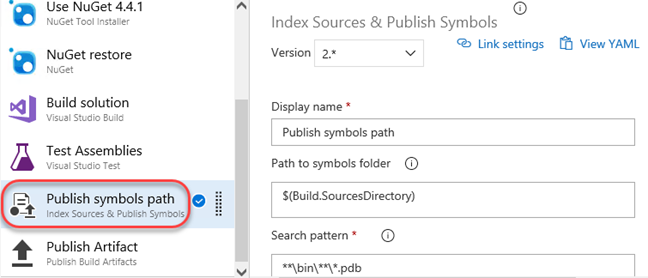 Use NuGet 4.4.1
NuGet Tool Installer
NuGet restore
NuGet
Build solution
Visual Studio Build
Test Assemblies
Visual Studio Test
Publish symbols path
Index Sources & Publish Symbols
Publish Artifact
Publish Build Artifacts
Index Sources & Publish Symbols
Version 2.*
Link settings
View YAML
Display name *
Publish symbols path
Path to symbols folder
$(Build.SourcesDirectory)
Search pattern *
**\bin\**\*.pdb